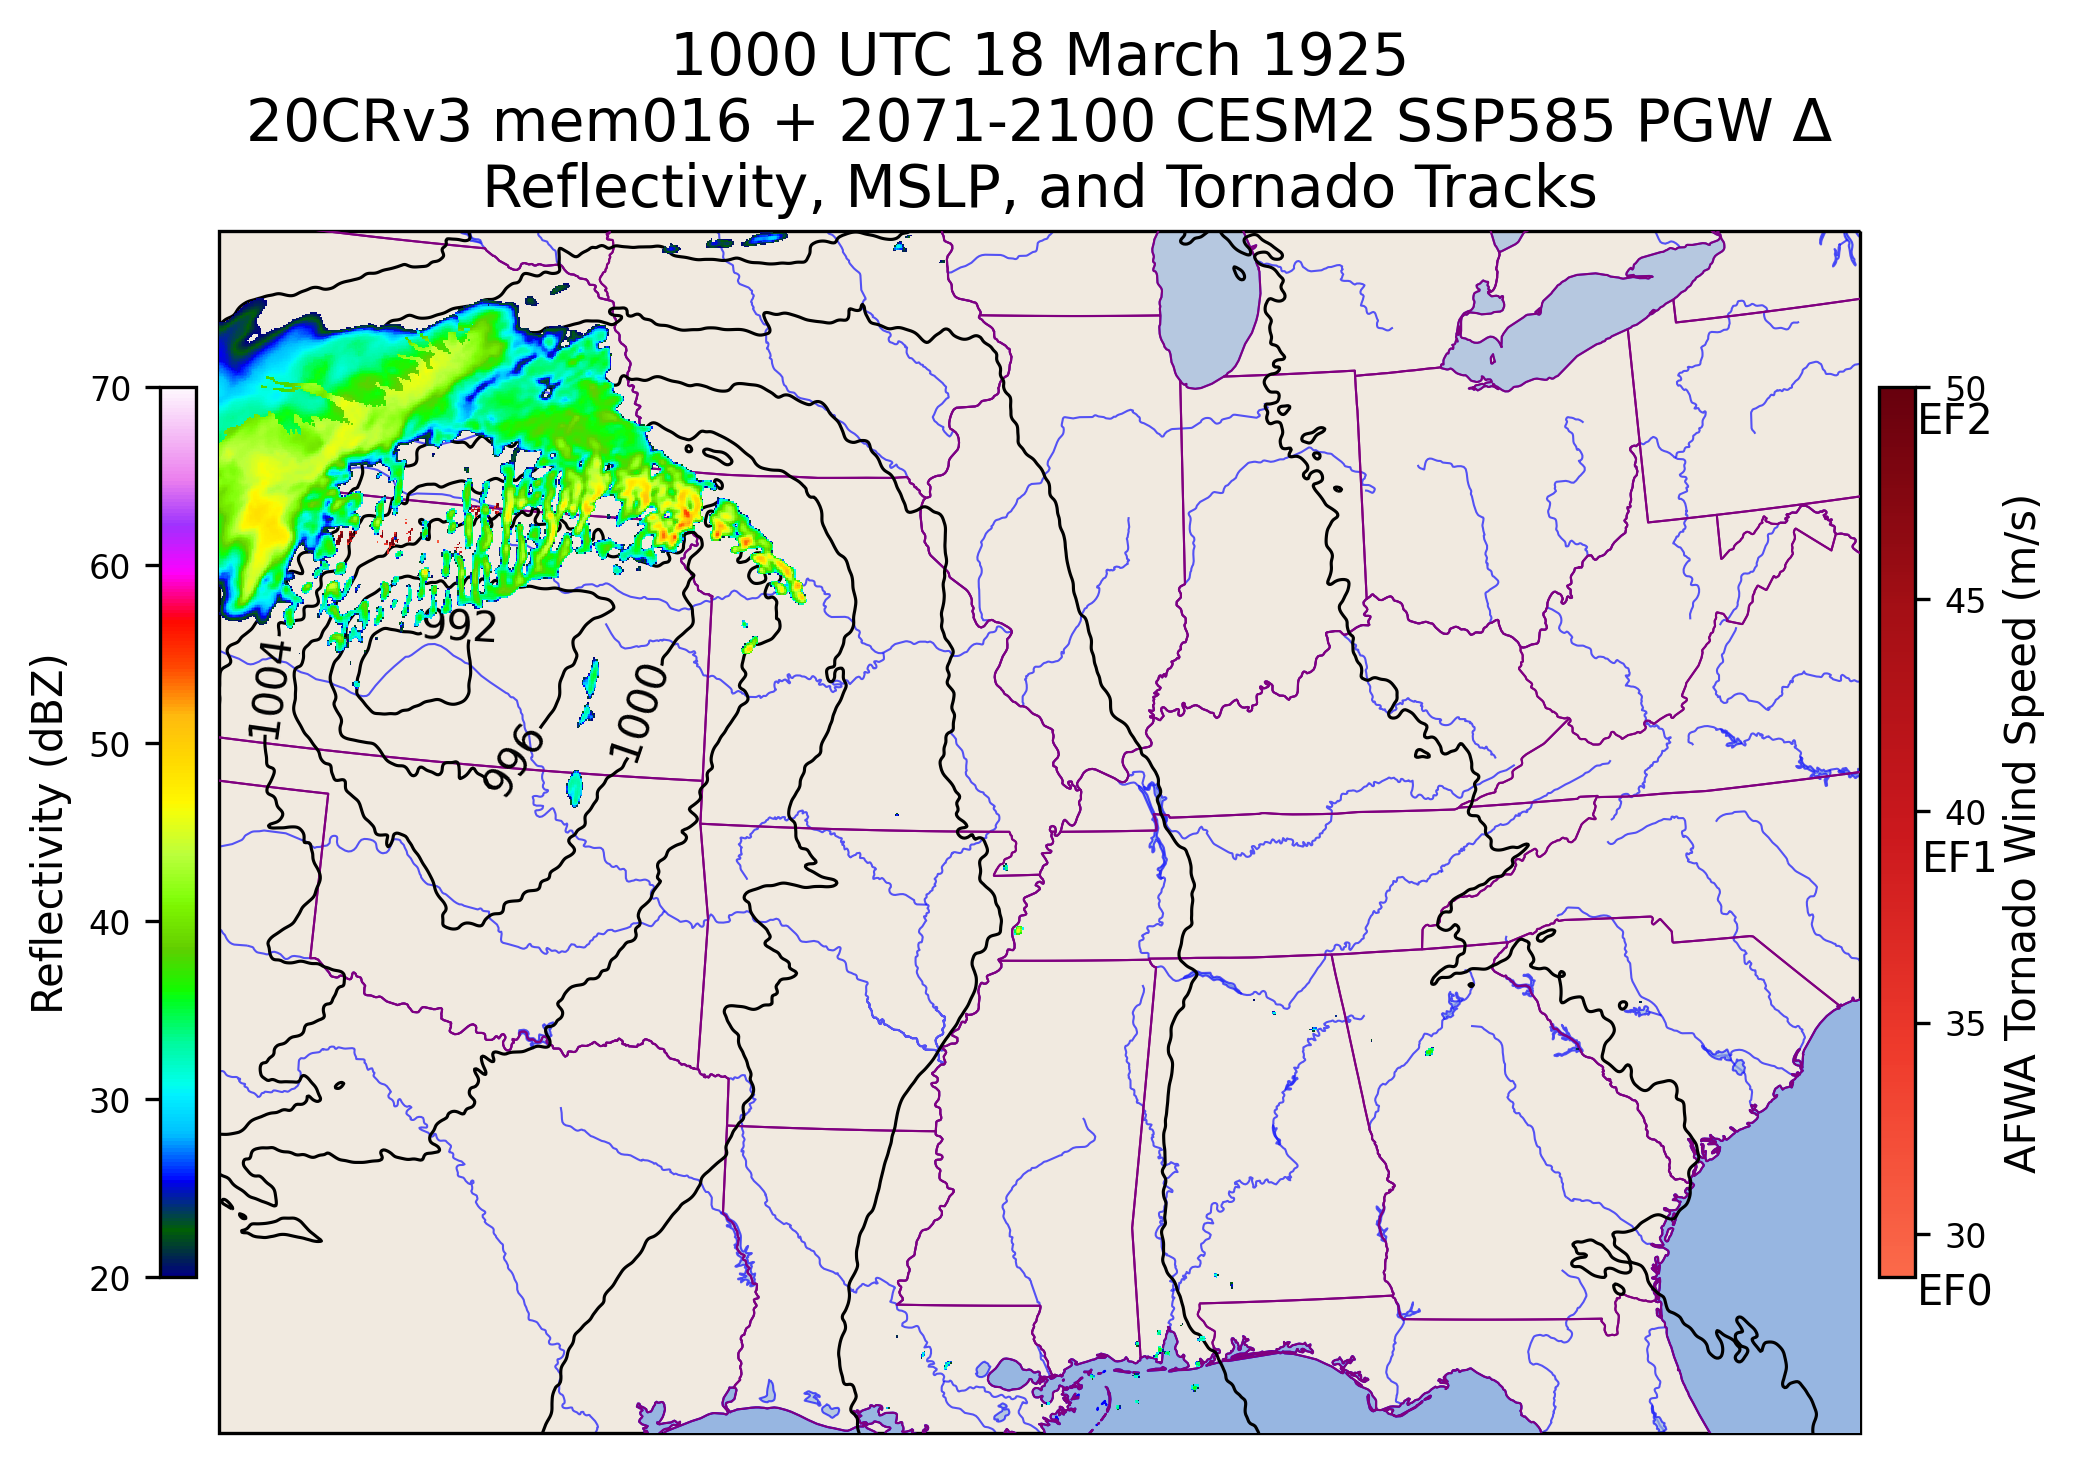 1000 UTC 18 March 1925
20CRv3 mem016 + 2071-2100 CESM2 SSP585 PGW Δ
Reflectivity, MSLP, and Tornado Tracks
Reflectivity (dBZ)
70
60
50
40
30
20
992
1004
996
1000
50
EF2
45
40
EF1
35
30
EF0
AFWA Tornado Wind Speed (m/s)